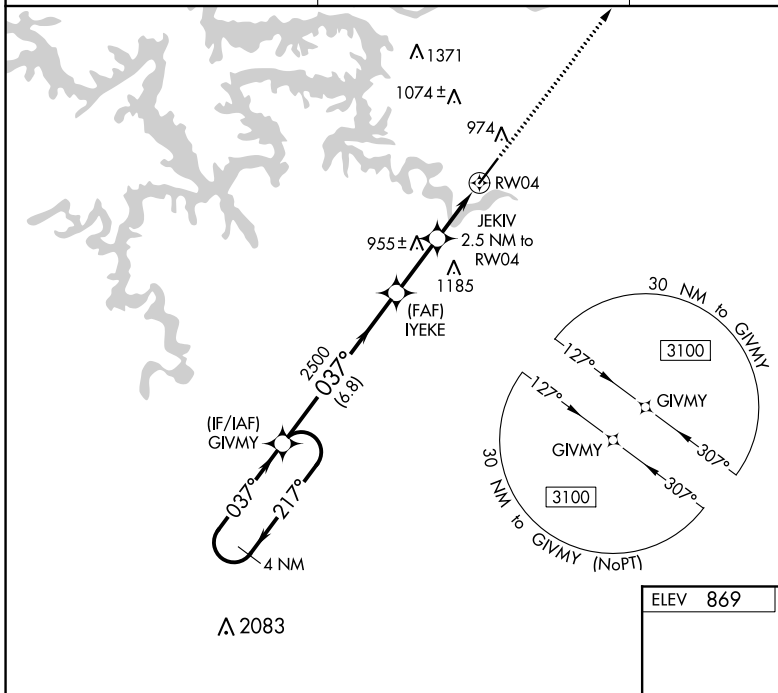 1371
1074 ±
974
RW04
JEKIV
2.5 NM to
RW04
955 ±
1185
(FAF)
IYEKE
2500
037°
(6.8)
(IF/IAF)
GIVMY
037°
217°
4 NM
2083
30 NM to GIVMY
3100
127°
GIVMY
307°
127°
GIVMY
307°
3100
30 NM to GIVMY (NoPT)
ELEV 869